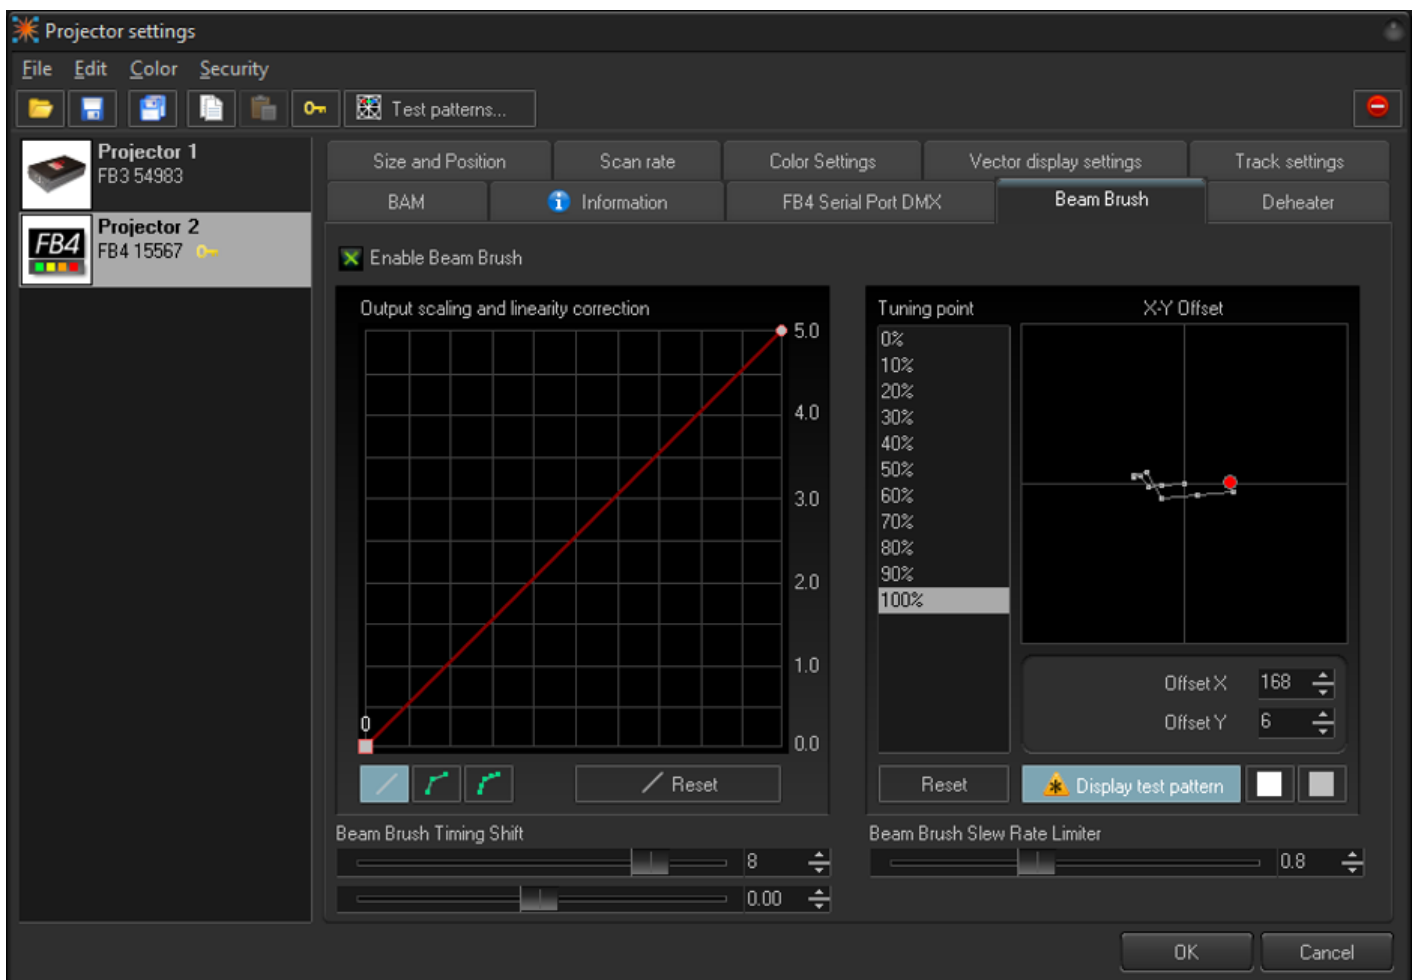 Projector settings
File Edit Color Security
Test patterns...
Projector 1
FB3 54983
FB4
Projector 2
FB4 15567
Size and Position Scan rate Color Settings Vector display settings Track settings
BAM Information FB4 Serial Port DMX Beam Brush Deheater
Enable Beam Brush
Output scaling and linearity correction
5.0
4.0
3.0
2.0
1.0
0
0.0
Reset
Tuning point X-Y Offset
0%
10%
20%
30%
40%
50%
60%
70%
80%
90%
100%
Offset X 168
Offset Y 6
Reset Display test pattern
Beam Brush Timing Shift
8
0.00
Beam Brush Slew Rate Limiter
0.8
OK Cancel